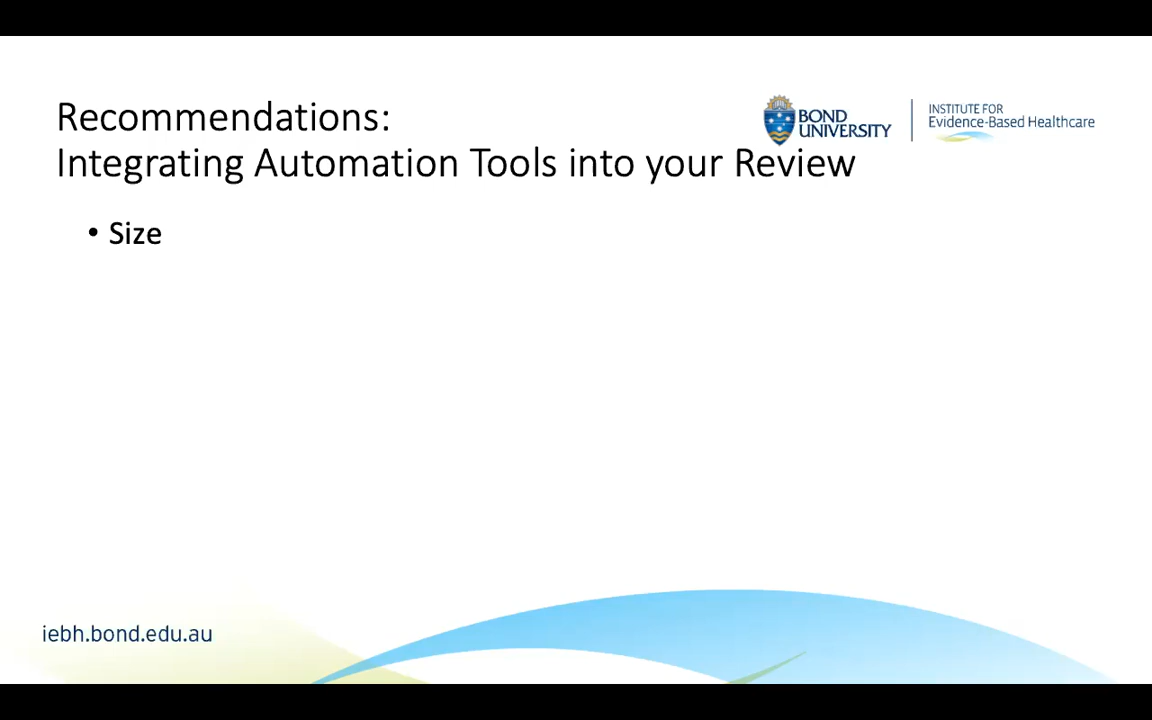 Recommendations:
Integrating Automation Tools into your Review
BOND
UNIVERSITY
INSTITUTE FOR
Evidence-Based Healthcare
• Size
iebh.bond.edu.au